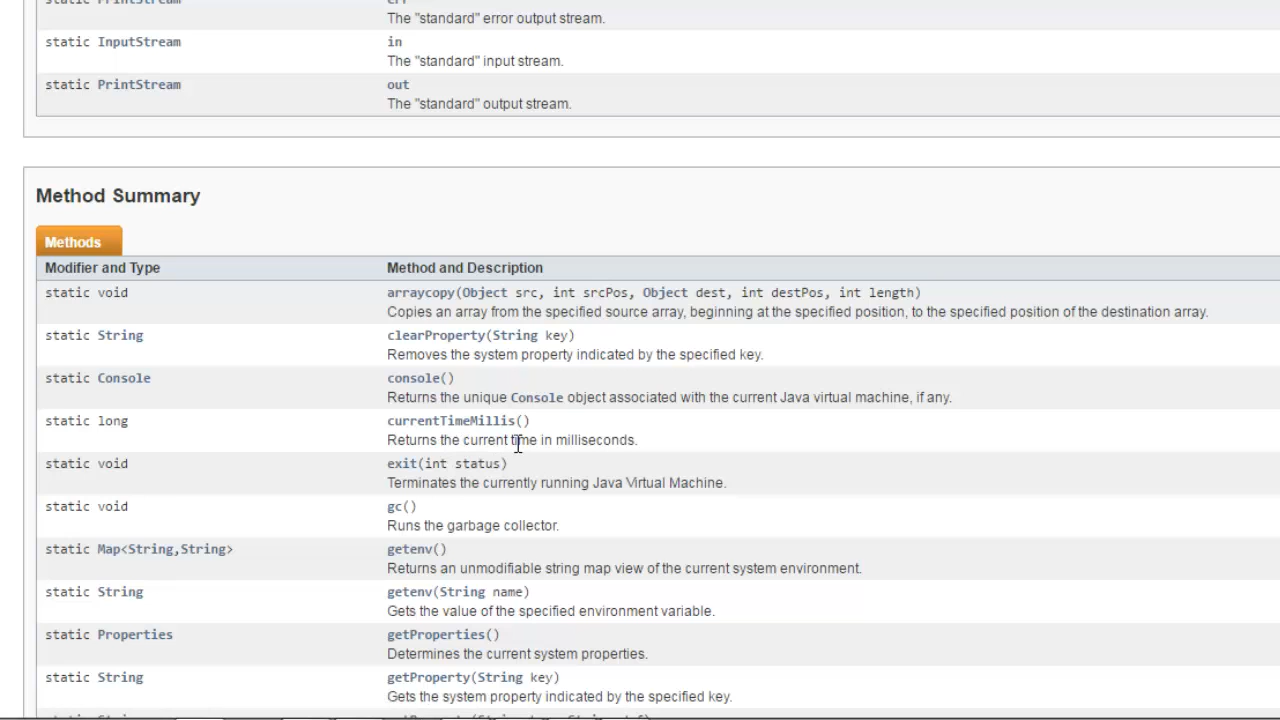 static PrintStream err
The "standard" error output stream.
static InputStream in
The "standard" input stream.
static PrintStream out
The "standard" output stream.
Method Summary
Methods
Modifier and Type Method and Description
static void arraycopy(Object src, int srcPos, Object dest, int destPos, int length)
Copies an array from the specified source array, beginning at the specified position, to the specified position of the destination array.
static String clearProperty(String key)
Removes the system property indicated by the specified key.
static Console console()
Returns the unique Console object associated with the current Java virtual machine, if any.
static long currentTimeMillis()
Returns the current time in milliseconds.
static void exit(int status)
Terminates the currently running Java Virtual Machine.
static void gc()
Runs the garbage collector.
static Map<String,String> getenv()
Returns an unmodifiable string map view of the current system environment.
static String getenv(String name)
Gets the value of the specified environment variable.
static Properties getProperties()
Determines the current system properties.
static String getProperty(String key)
Gets the system property indicated by the specified key.